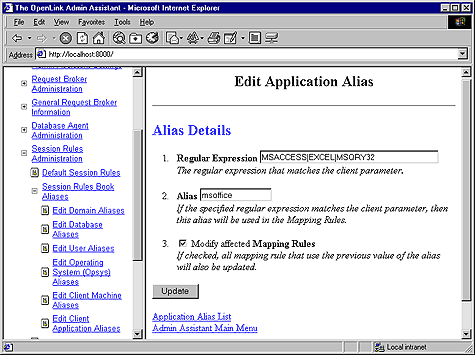 The OpenLink Admin Assistant - Microsoft Internet Explorer
File Edit View Favorites Tools Help
Address http://localhost:8000/
Request Broker
Administration
General Request Broker
Information
Database Agent
Administration
Session Rules
Administration
Default Session Rules
Session Rules Book
Aliases
Edit Domain Aliases
Edit Database
Aliases
Edit User Aliases
Edit Operating
System (Opsys) Aliases
Edit Client Machine
Aliases
Edit Client
Application Aliases
Edit Application Alias
Alias Details
1. Regular Expression MSACCESS|EXCEL|MSQRY32
The regular expression that matches the client parameter.
2. Alias msoffice
If the specified regular expression matches the client parameter, then
this alias will be used in the Mapping Rules.
3. Modify affected Mapping Rules
If checked, all mapping rule that use the previous value of the alias
will also be updated.
Update
Application Alias List
Admin Assistant Main Menu
Local intranet